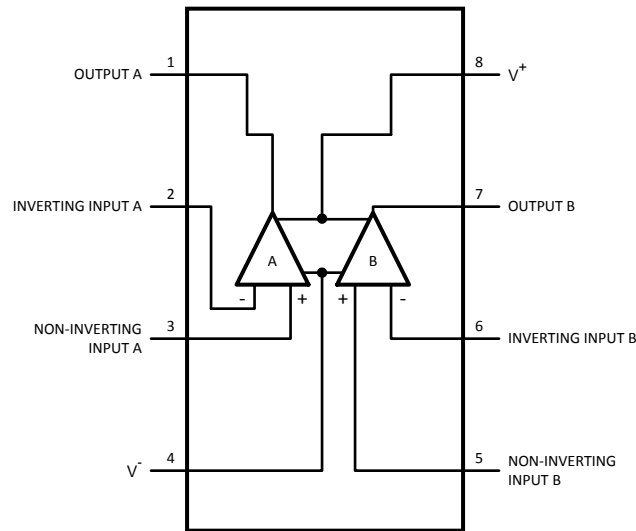 1
OUTPUT A
8
V+
2
INVERTING INPUT A
7
OUTPUT B
A
B
-
+
+
-
3
NON-INVERTING
INPUT A
6
INVERTING INPUT B
4
V-
5
NON-INVERTING
INPUT B